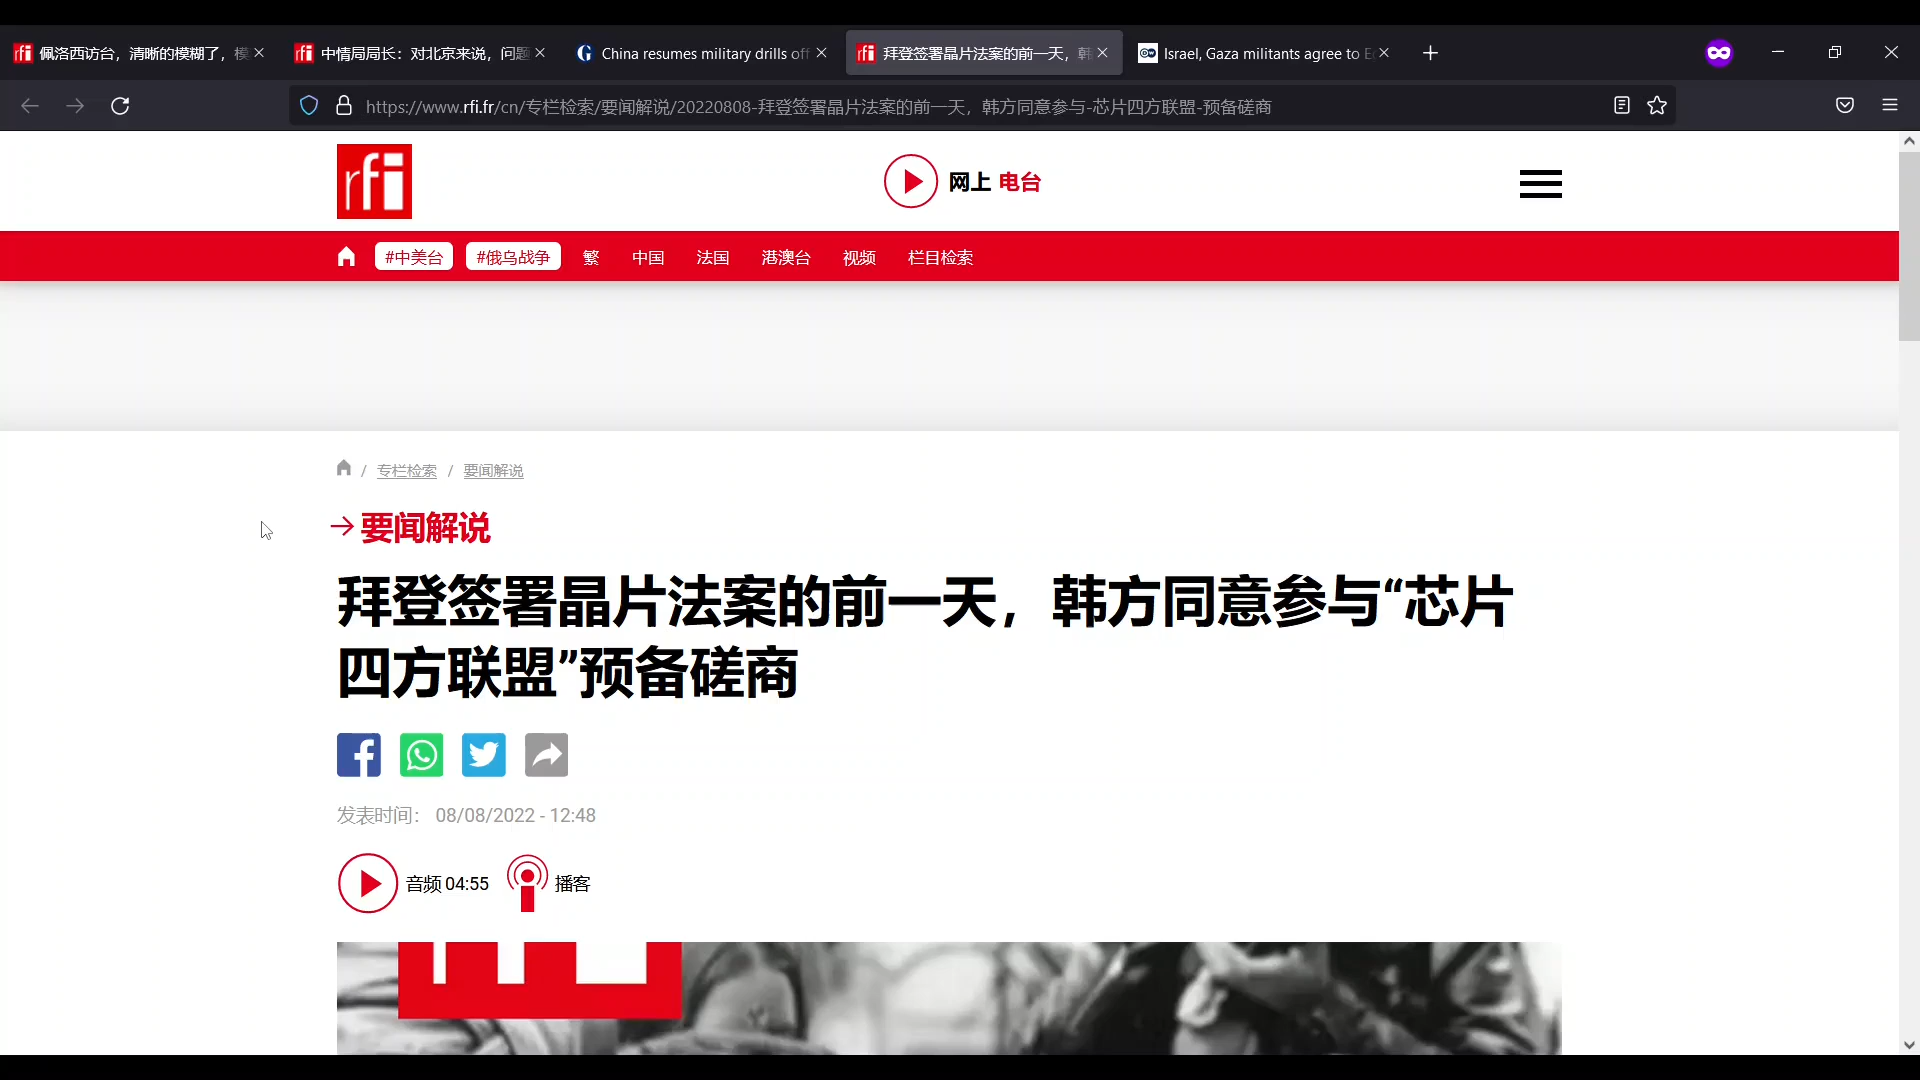 佩洛西访台，清晰的模糊了，模
中情局局长：对北京来说，问题
China resumes military drills off
拜登签署晶片法案的前一天，韩
Israel, Gaza militants agree to E
https://www.rfi.fr/cn/专栏检索/要闻解说/20220808-拜登签署晶片法案的前一天，韩方同意参与-芯片四方联盟-预备磋商
rfi
网上 电台
#中美台 #俄乌战争 繁 中国 法国 港澳台 视频 栏目检索
/ 专栏检索 / 要闻解说
要闻解说
拜登签署晶片法案的前一天，韩方同意参与“芯片
四方联盟”预备磋商
发表时间： 08/08/2022 - 12:48
音频 04:55 播客